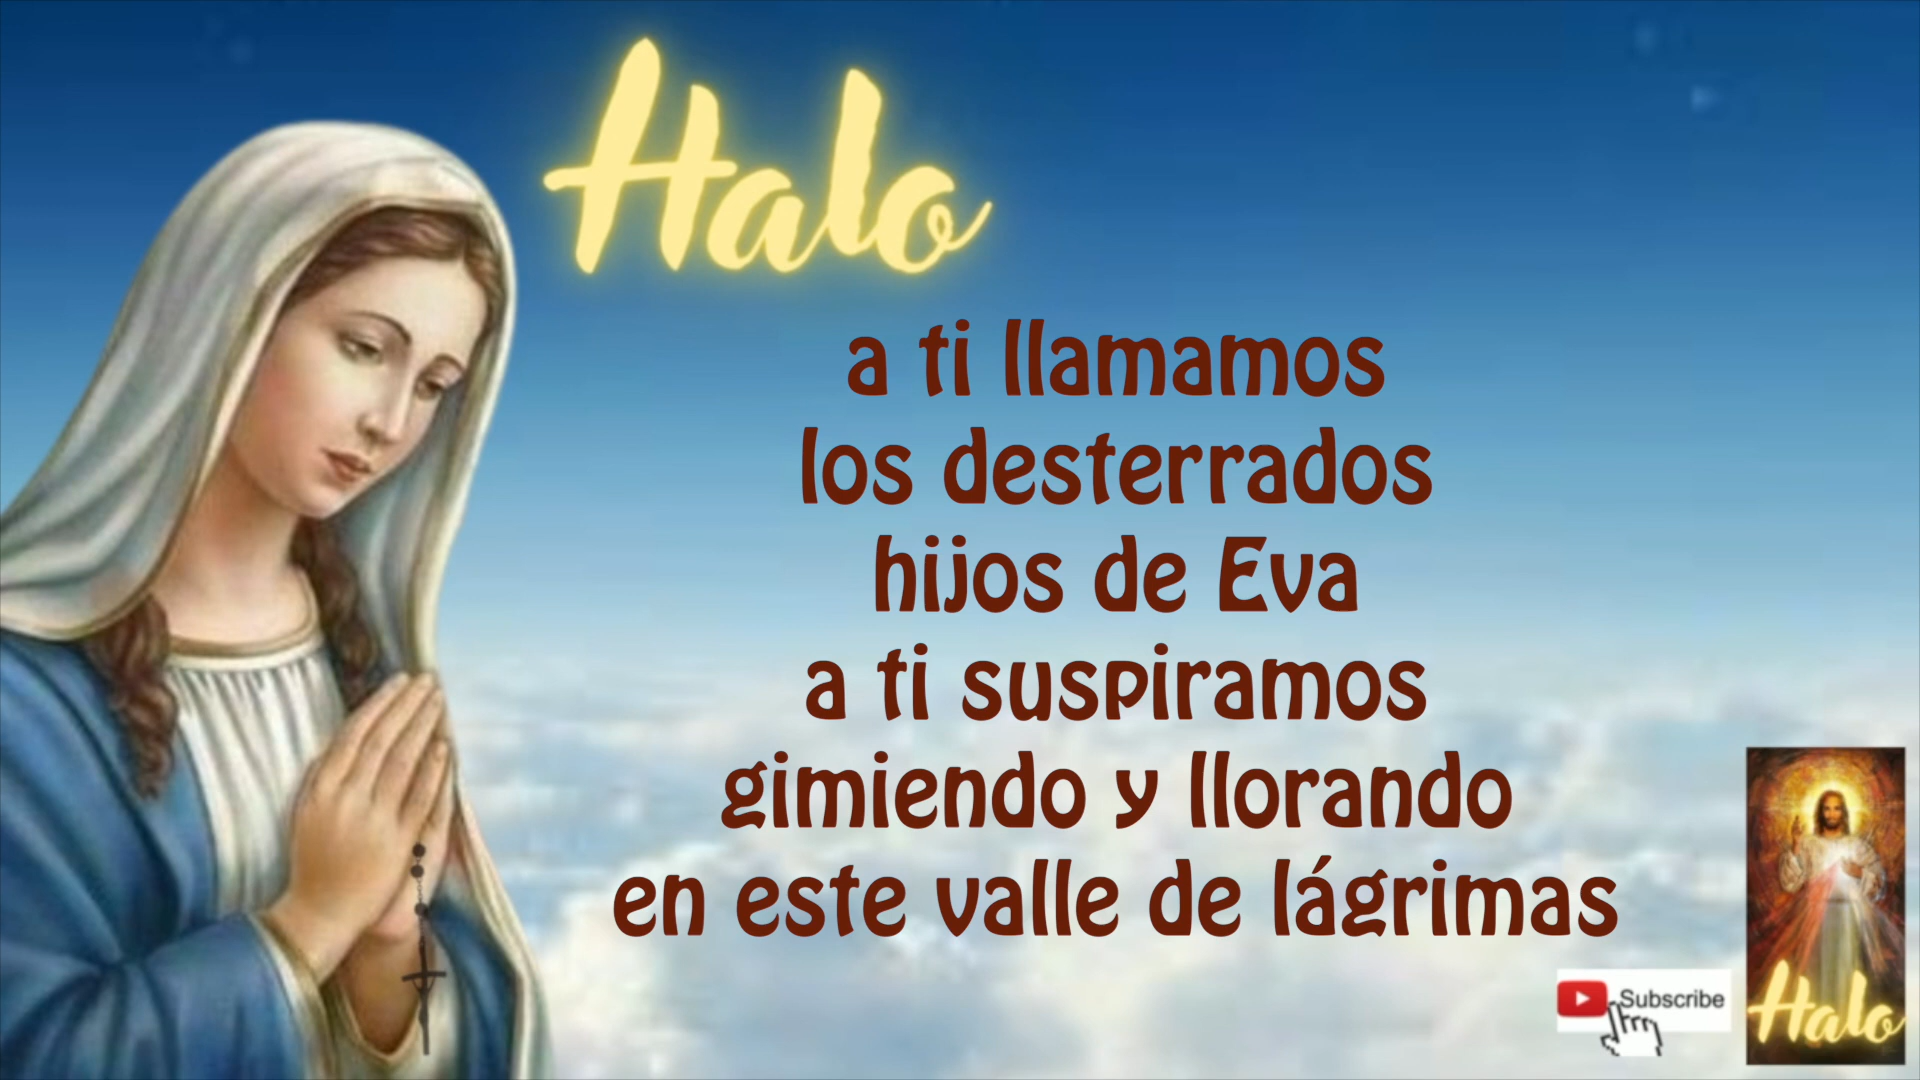 Halo
a ti llamamos
los desterrados
hijos de Eva
a ti suspiramos
gimiendo y llorando
en este valle de lágrimas
Subscribe
Halo